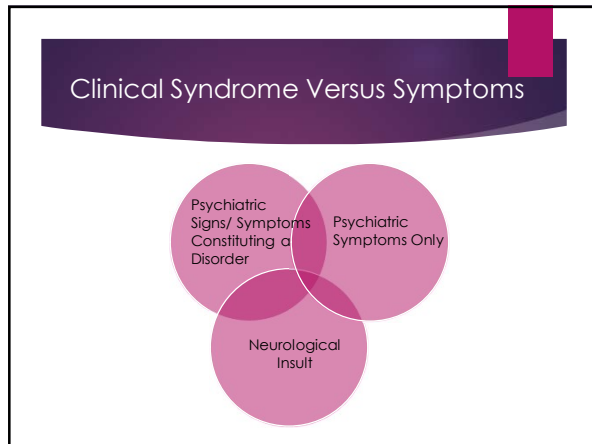 Clinical Syndrome Versus Symptoms
Psychiatric
Signs/ Symptoms
Constituting a
Disorder
Psychiatric
Symptoms Only
Neurological
Insult